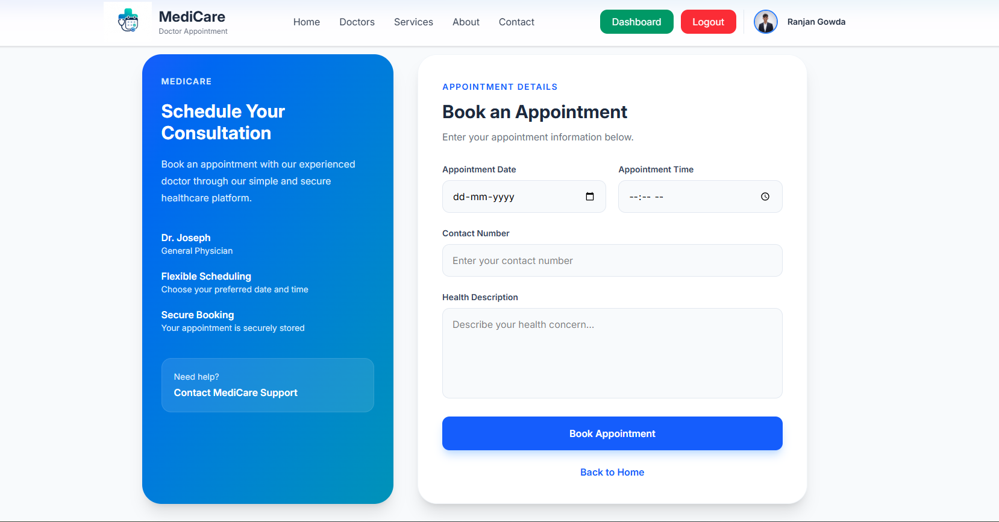 MediCare
Doctor Appointment
Home
Doctors
Services
About
Contact
Dashboard
Logout
Ranjan Gowda
MEDICARE
Schedule Your
Consultation
Book an appointment with our experienced
doctor through our simple and secure
healthcare platform.
Dr. Joseph
General Physician
Flexible Scheduling
Choose your preferred date and time
Secure Booking
Your appointment is securely stored
Need help?
Contact MediCare Support
APPOINTMENT DETAILS
Book an Appointment
Enter your appointment information below.
Appointment Date
Appointment Time
dd-mm-yyyy
--:-- --
Contact Number
Enter your contact number
Health Description
Describe your health concern...
Book Appointment
Back to Home